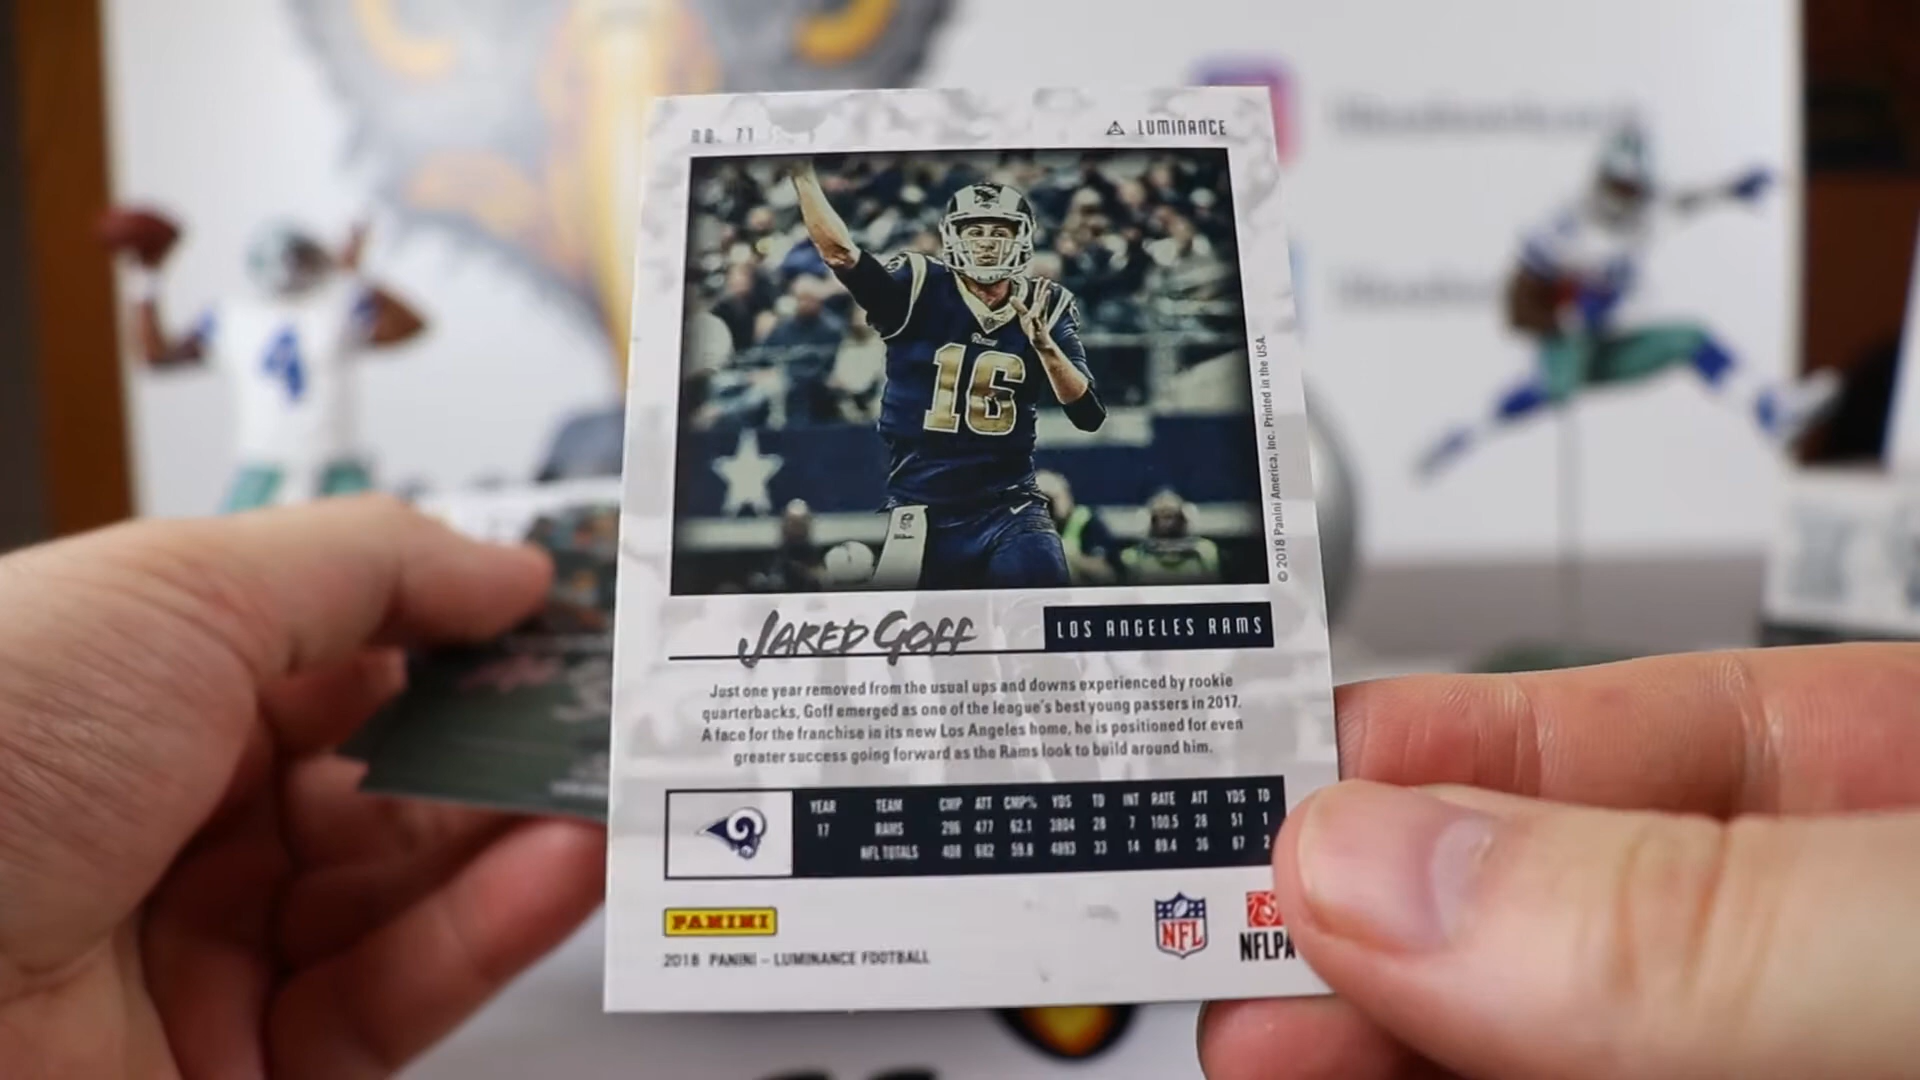 no. 71
LUMINANCE
Rams
16
4
© 2018 Panini America, Inc. Printed in the USA.
JARED GOFF
LOS ANGELES RAMS
Just one year removed from the usual ups and downs experienced by rookie
quarterbacks, Goff emerged as one of the league's best young passers in 2017.
A face for the franchise in its new Los Angeles home, he is positioned for even
greater success going forward as the Rams look to build around him.
YEAR TEAM CMP ATT CMP% YDS TD INT RATE ATT YDS TD
17 RAMS 296 477 62.1 3804 28 7 100.5 28 51 1
NFL TOTALS 408 682 59.8 4893 33 14 89.4 36 67 2
PANINI
NFL
NFLPA
2018 PANINI – LUMINANCE FOOTBALL